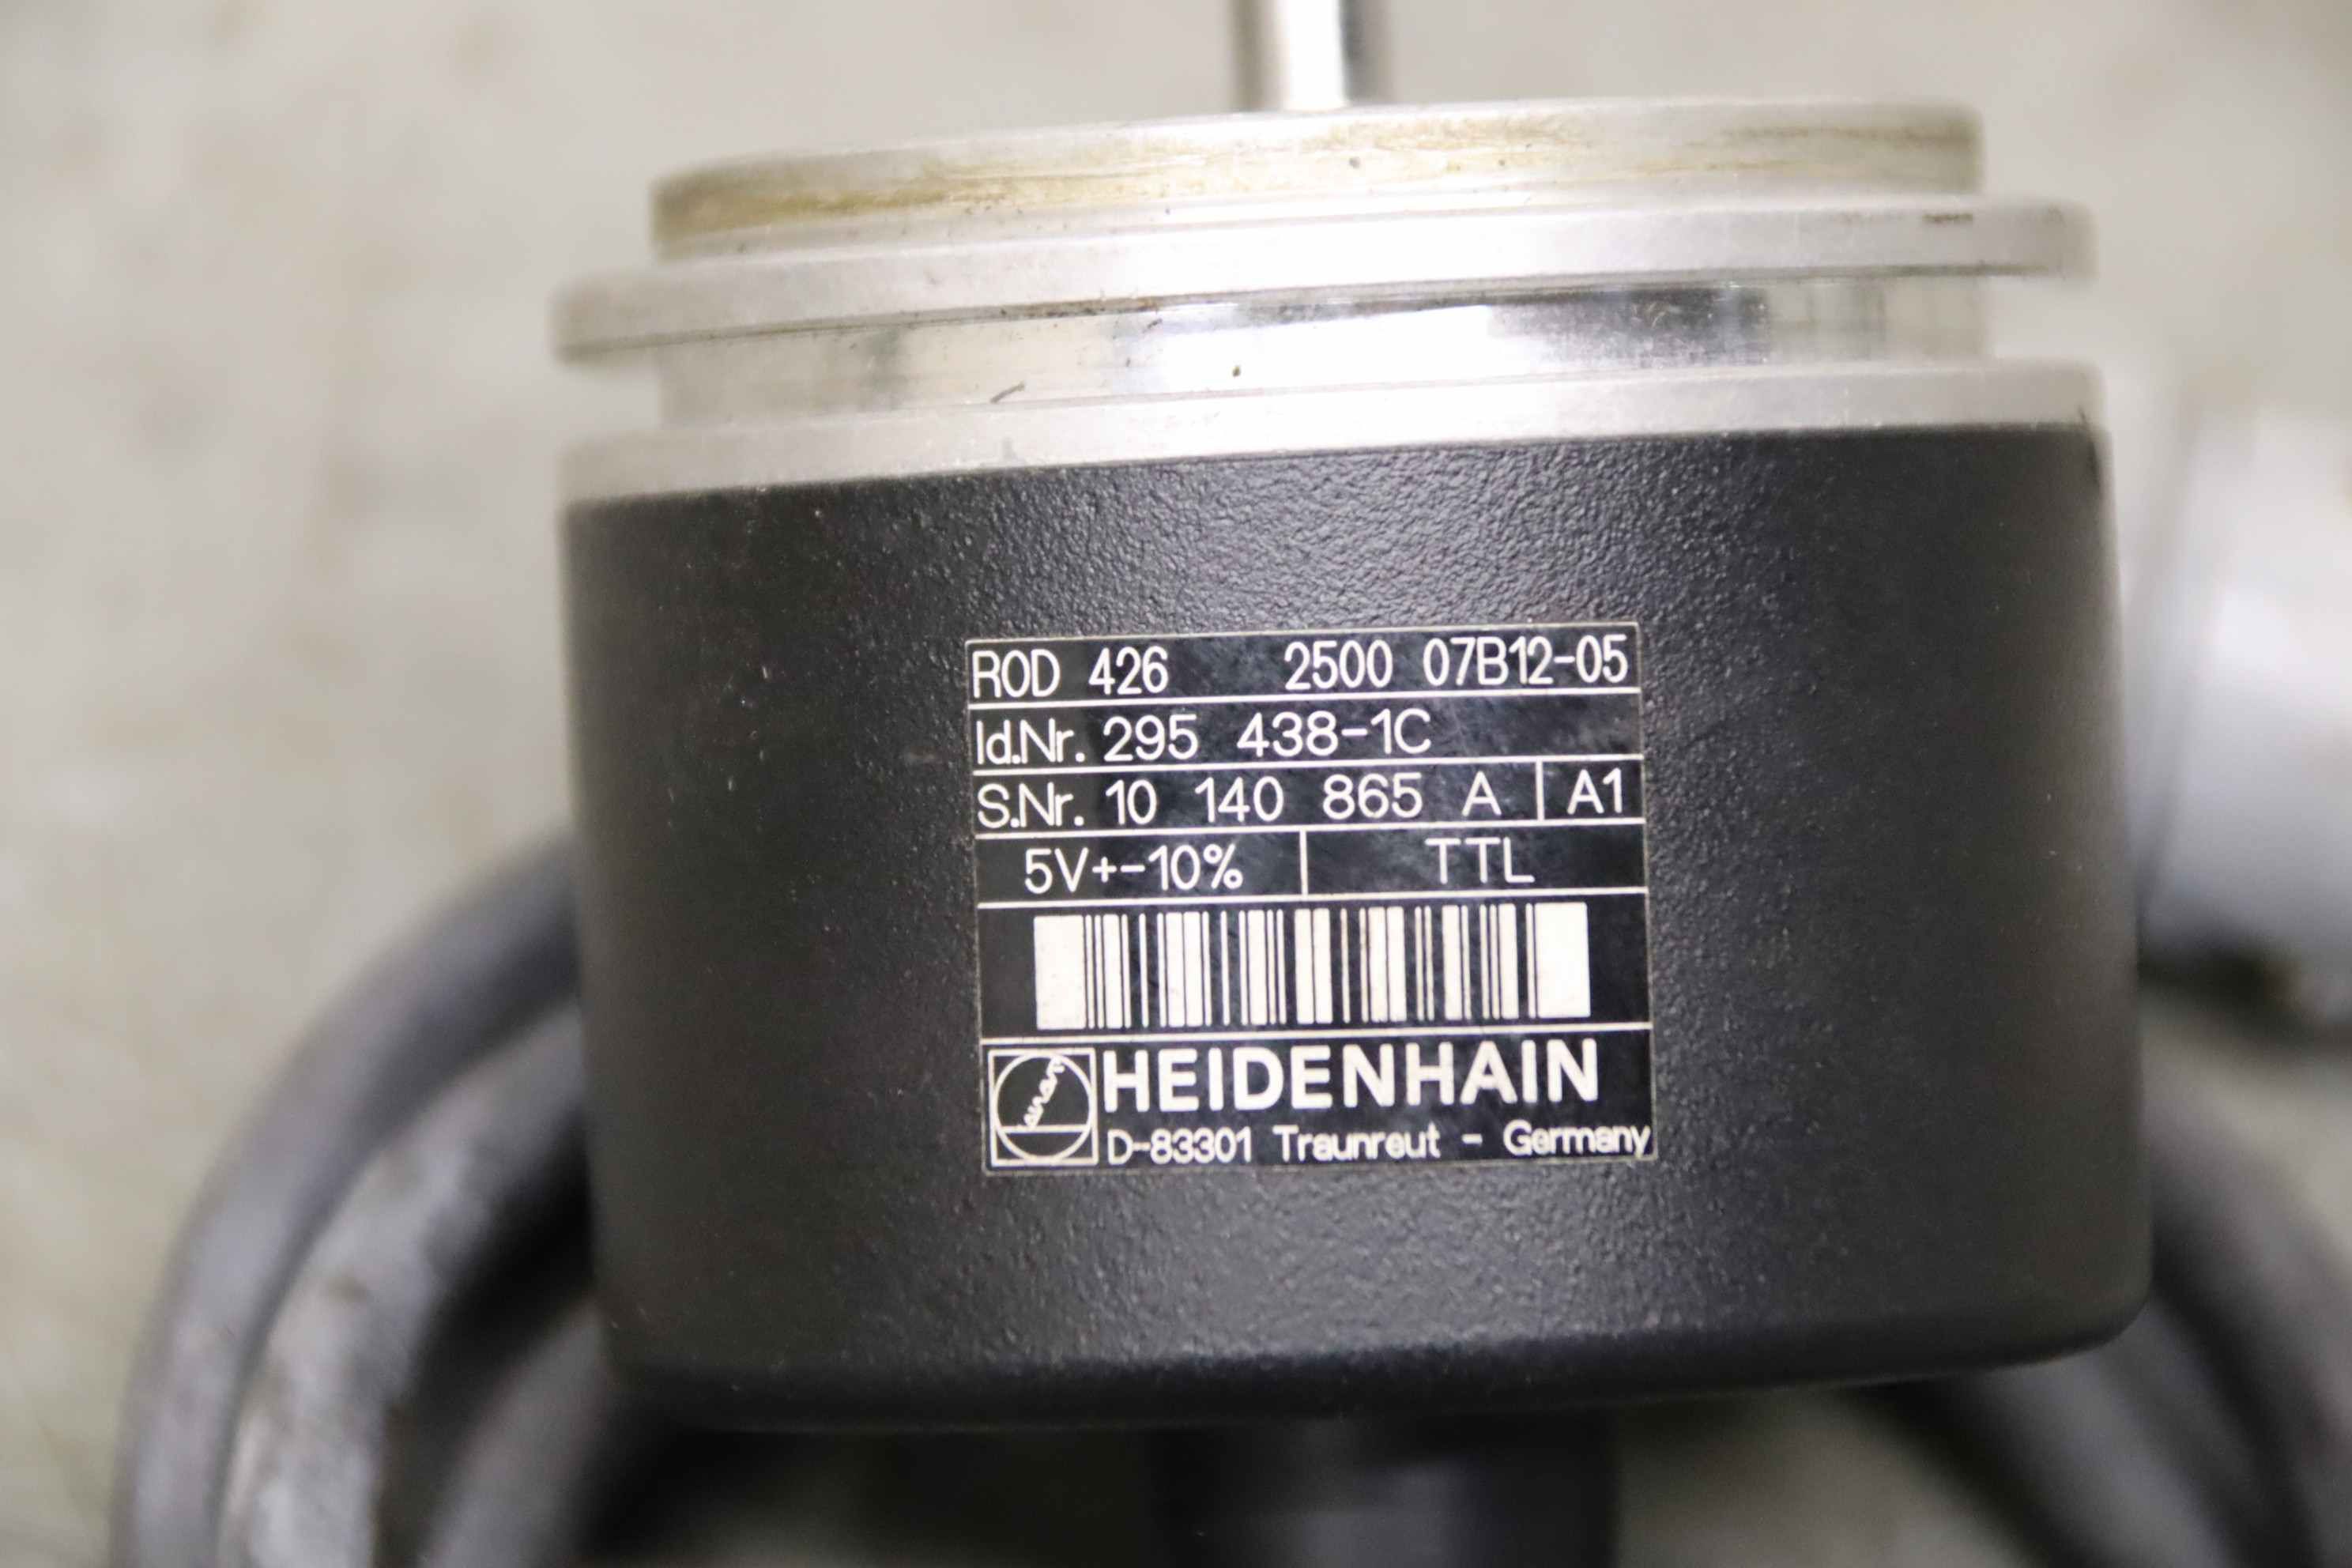 ROD 426 2500 07B12-05
Id.Nr. 295 438-1C
S.Nr. 10 140 865 A A1
5V+-10% TTL
HEIDENHAIN
D-83301 Traunreut - Germany